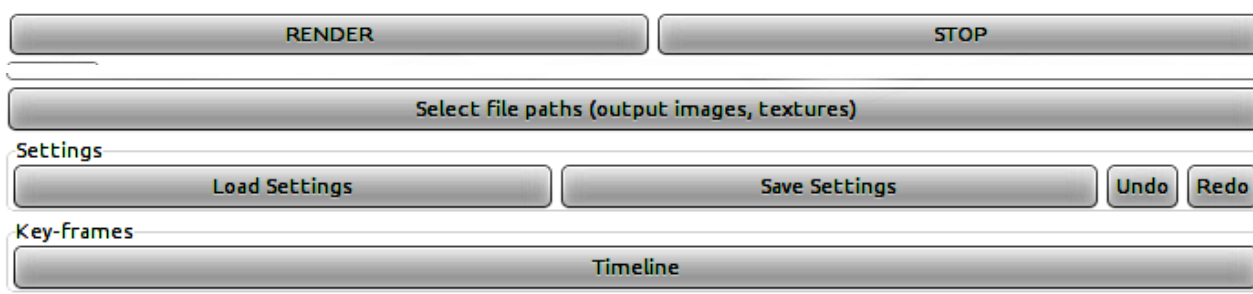 RENDER STOP
Select file paths (output images, textures)
Settings
Load Settings Save Settings Undo Redo
Key-frames
Timeline